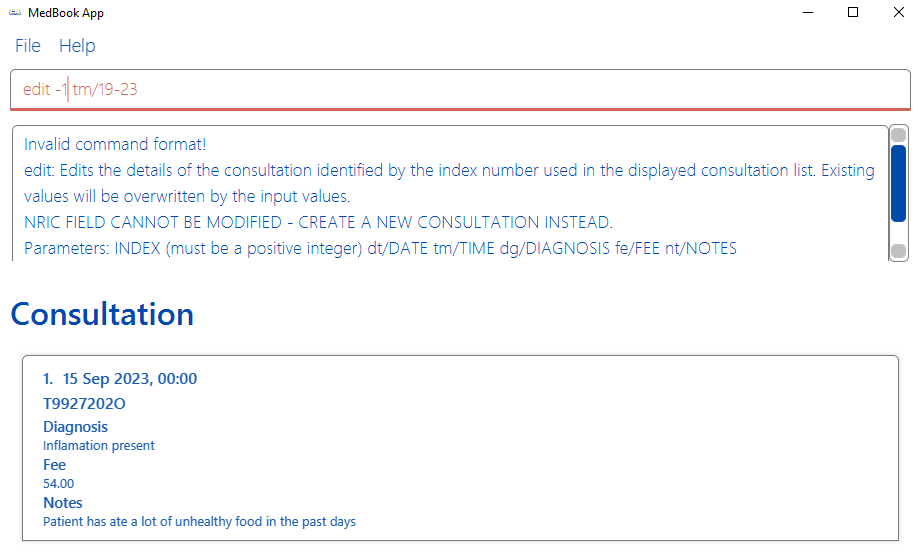 MedBook App
File Help
edit -1 tm/19-23
Invalid command format!
edit: Edits the details of the consultation identified by the index number used in the displayed consultation list. Existing
values will be overwritten by the input values.
NRIC FIELD CANNOT BE MODIFIED - CREATE A NEW CONSULTATION INSTEAD.
Parameters: INDEX (must be a positive integer) dt/DATE tm/TIME dg/DIAGNOSIS fe/FEE nt/NOTES
Consultation
1. 15 Sep 2023, 00:00
T9927202O
Diagnosis
Inflamation present
Fee
54.00
Notes
Patient has ate a lot of unhealthy food in the past days